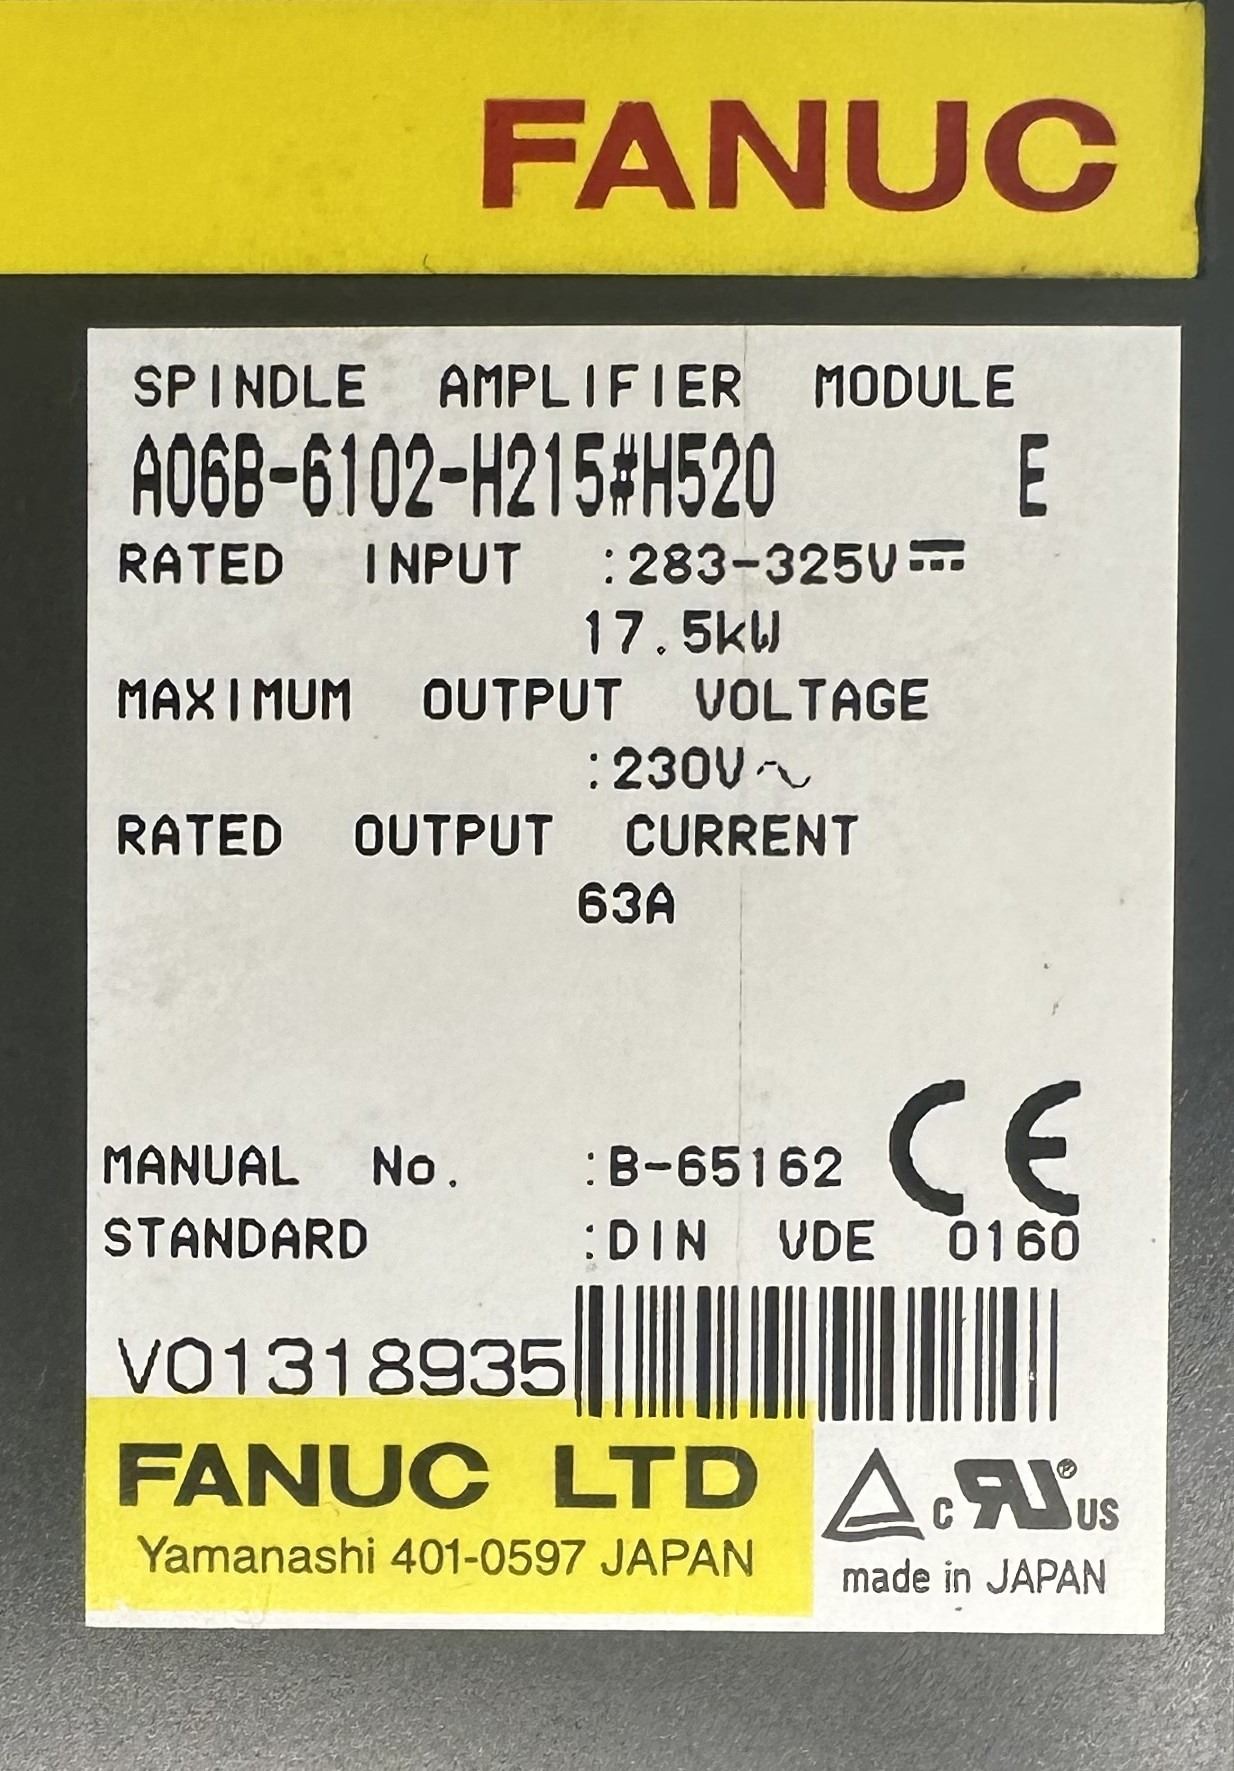 FANUC
SPINDLE AMPLIFIER MODULE
A06B-6102-H215#H520 E
RATED INPUT :283-325V⎓
17.5kW
MAXIMUM OUTPUT VOLTAGE
:230V∿
RATED OUTPUT CURRENT
63A
MANUAL No. :B-65162 CE
STANDARD :DIN VDE 0160
V01318935
FANUC LTD
Yamanashi 401-0597 JAPAN
c RU® US
made in JAPAN